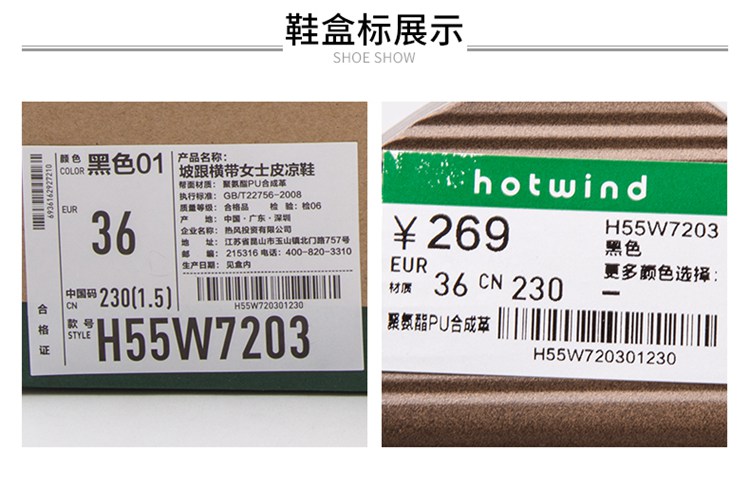 鞋盒标展示
SHOE SHOW
颜色 黑色01
COLOR
6936162927210
EUR 36
中国码 230(1.5)
CN
合格证
款号 H55W7203
STYLE
产品名称：
坡跟横带女士皮凉鞋
帮面材质：聚氨酯PU合成革
执行标准：GB/T22756-2008
质量等级：合格品 检 验：检06
产 地：中国·广东·深圳
企业名称：热风投资有限公司
地 址：江苏省昆山市玉山镇北门路757号
邮 编：215316 电话：400-820-3310
生产日期：见盒内
H55W720301230
hotwind
¥269
H55W7203
黑色
更多颜色选择：
—
EUR 36 CN 230
材质
聚氨酯PU合成革
H55W720301230